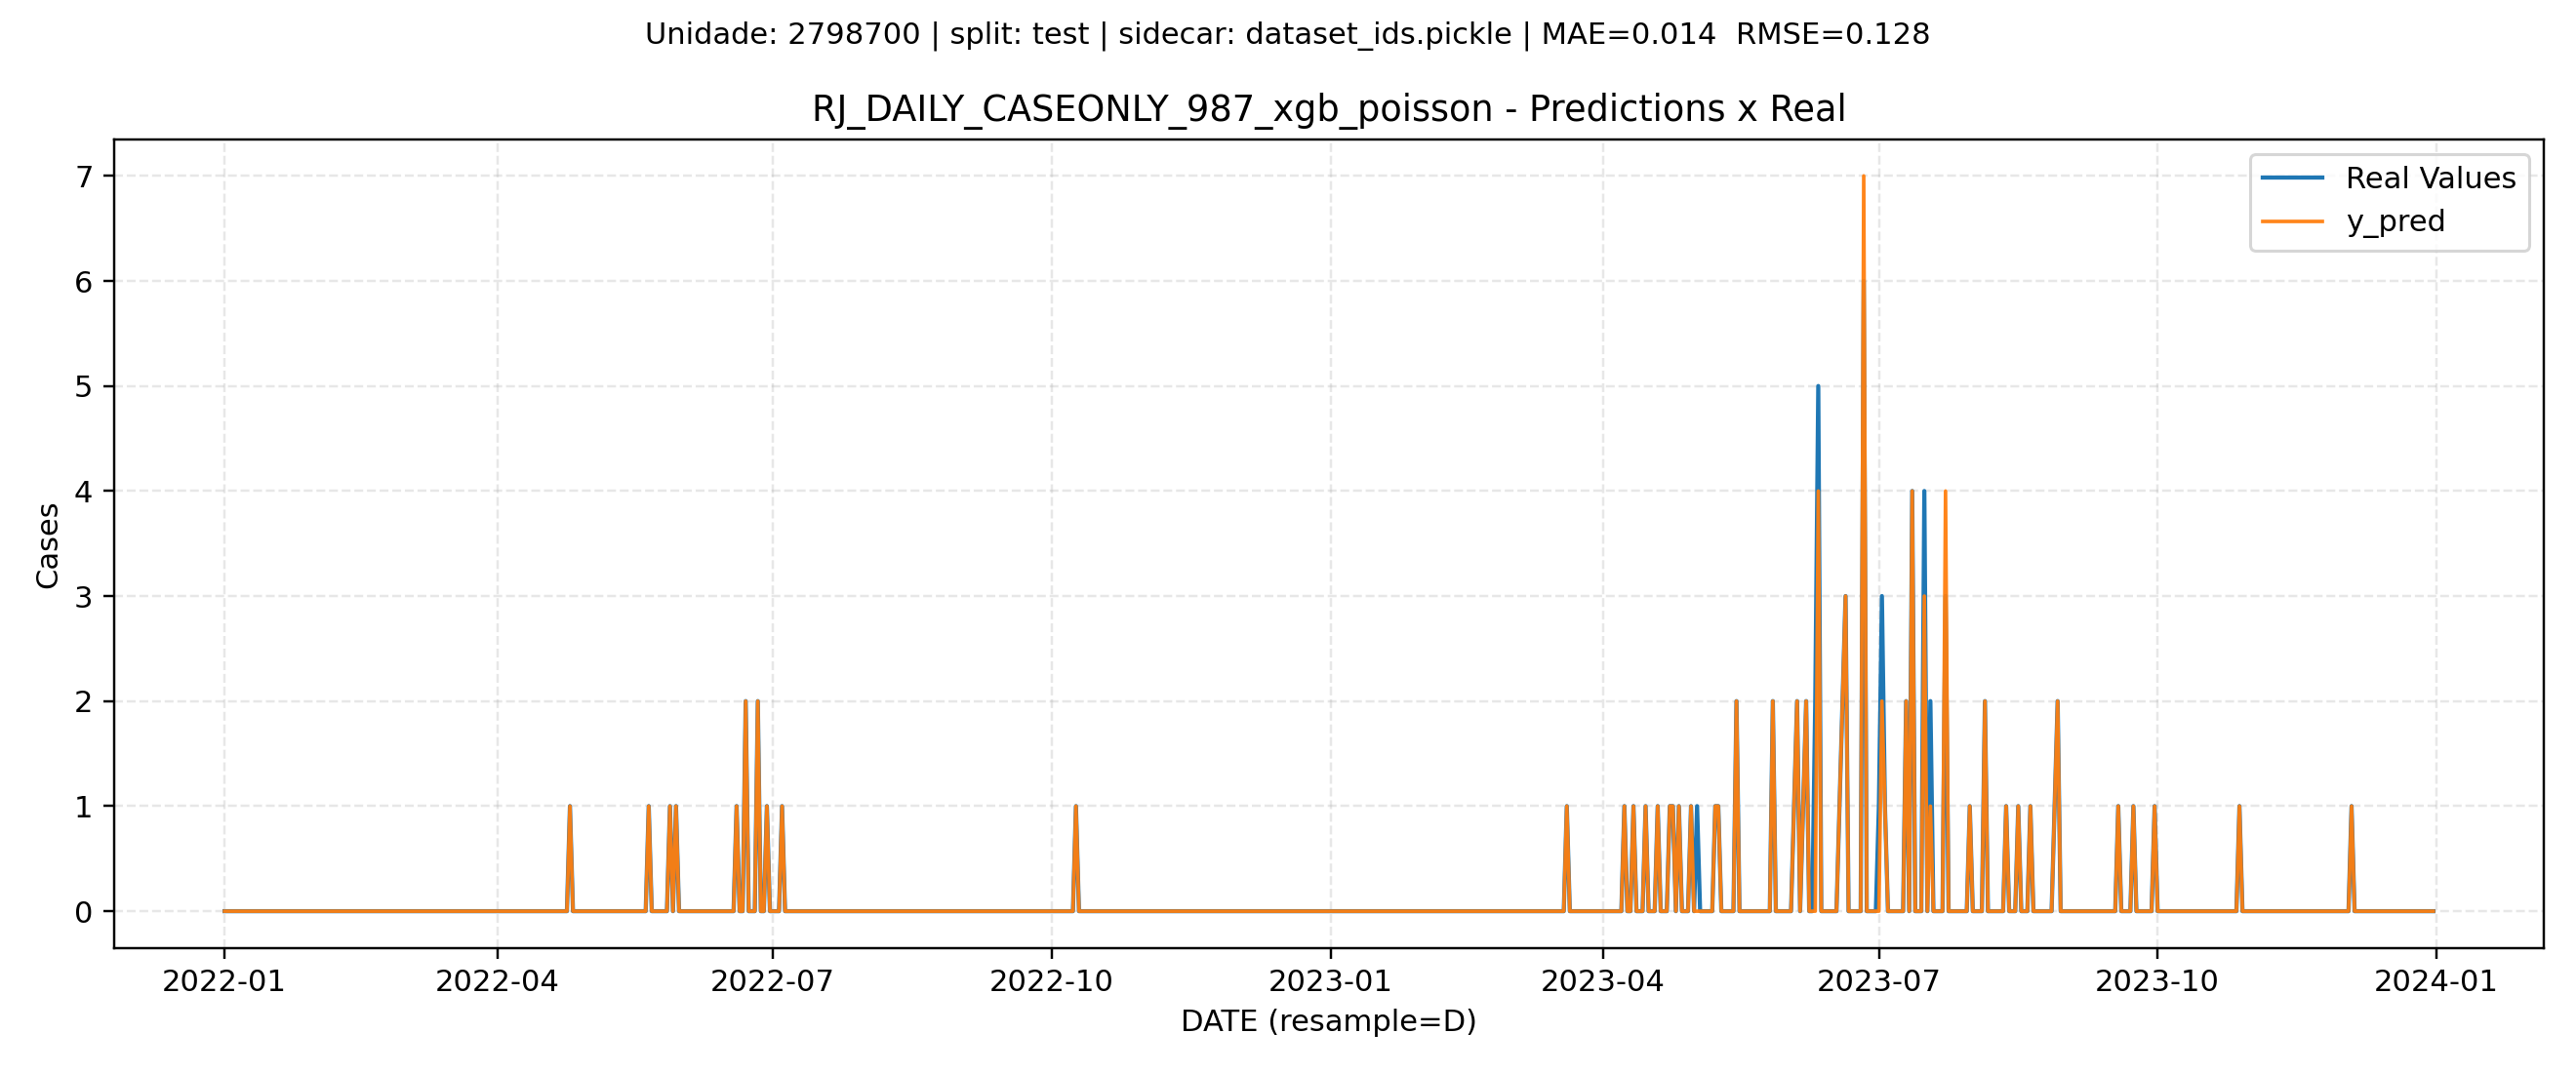 Unidade: 2798700 | split: test | sidecar: dataset_ids.pickle | MAE=0.014  RMSE=0.128
RJ_DAILY_CASEONLY_987_xgb_poisson - Predictions x Real
Real Values
y_pred
Cases
7
6
5
4
3
2
1
0
2022-01 2022-04 2022-07 2022-10 2023-01 2023-04 2023-07 2023-10 2024-01
DATE (resample=D)